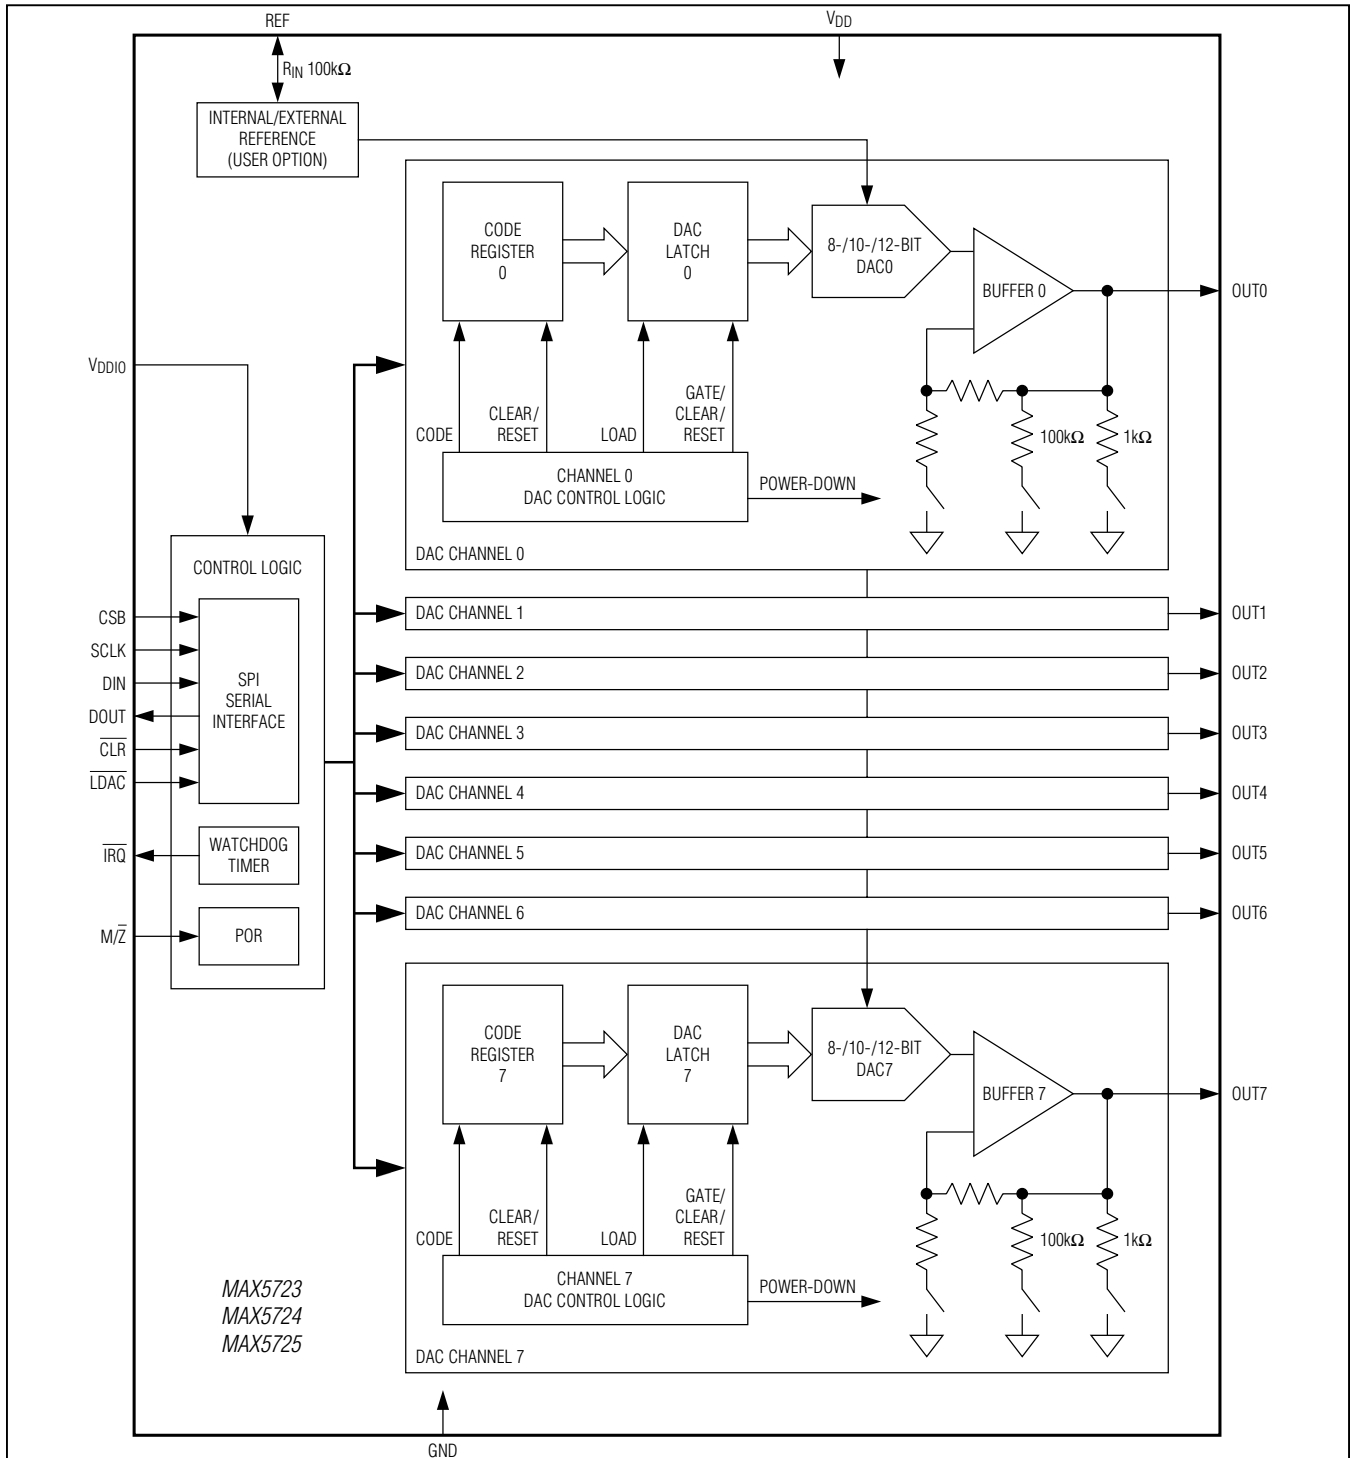 REF
VDD
RIN 100kΩ
INTERNAL/EXTERNAL
REFERENCE
(USER OPTION)
CODE
REGISTER
0
DAC
LATCH
0
8-/10-/12-BIT
DAC0
BUFFER 0
OUT0
VDDIO
CODE
CLEAR/
RESET
LOAD
GATE/
CLEAR/
RESET
100kΩ
1kΩ
CHANNEL 0
DAC CONTROL LOGIC
POWER-DOWN
DAC CHANNEL 0
CONTROL LOGIC
CSB
SCLK
DIN
DOUT
C̅L̅R̅
L̅D̅A̅C̅
SPI
SERIAL
INTERFACE
I̅R̅Q̅
WATCHDOG
TIMER
M/Z̅
POR
DAC CHANNEL 1
OUT1
DAC CHANNEL 2
OUT2
DAC CHANNEL 3
OUT3
DAC CHANNEL 4
OUT4
DAC CHANNEL 5
OUT5
DAC CHANNEL 6
OUT6
CODE
REGISTER
7
DAC
LATCH
7
8-/10-/12-BIT
DAC7
BUFFER 7
OUT7
CODE
CLEAR/
RESET
LOAD
GATE/
CLEAR/
RESET
100kΩ
1kΩ
CHANNEL 7
DAC CONTROL LOGIC
POWER-DOWN
DAC CHANNEL 7
MAX5723
MAX5724
MAX5725
GND